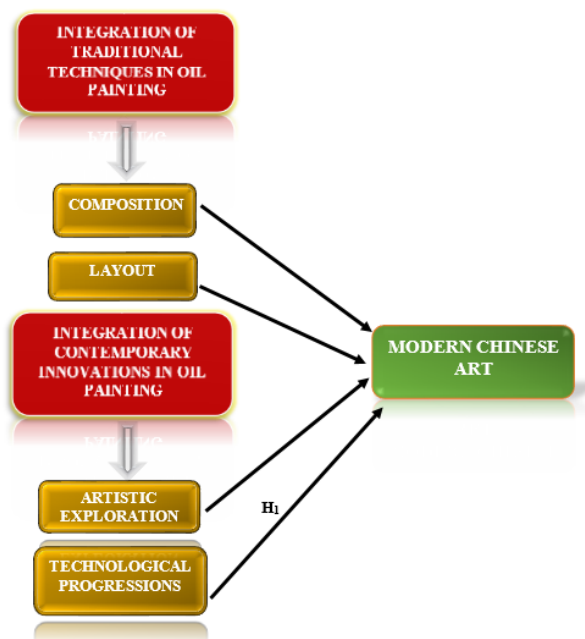 INTEGRATION OF
TRADITIONAL
TECHNIQUES IN OIL
PAINTING
COMPOSITION
LAYOUT
INTEGRATION OF
CONTEMPORARY
INNOVATIONS IN OIL
PAINTING
MODERN CHINESE
ART
ARTISTIC
EXPLORATION
H1
TECHNOLOGICAL
PROGRESSIONS